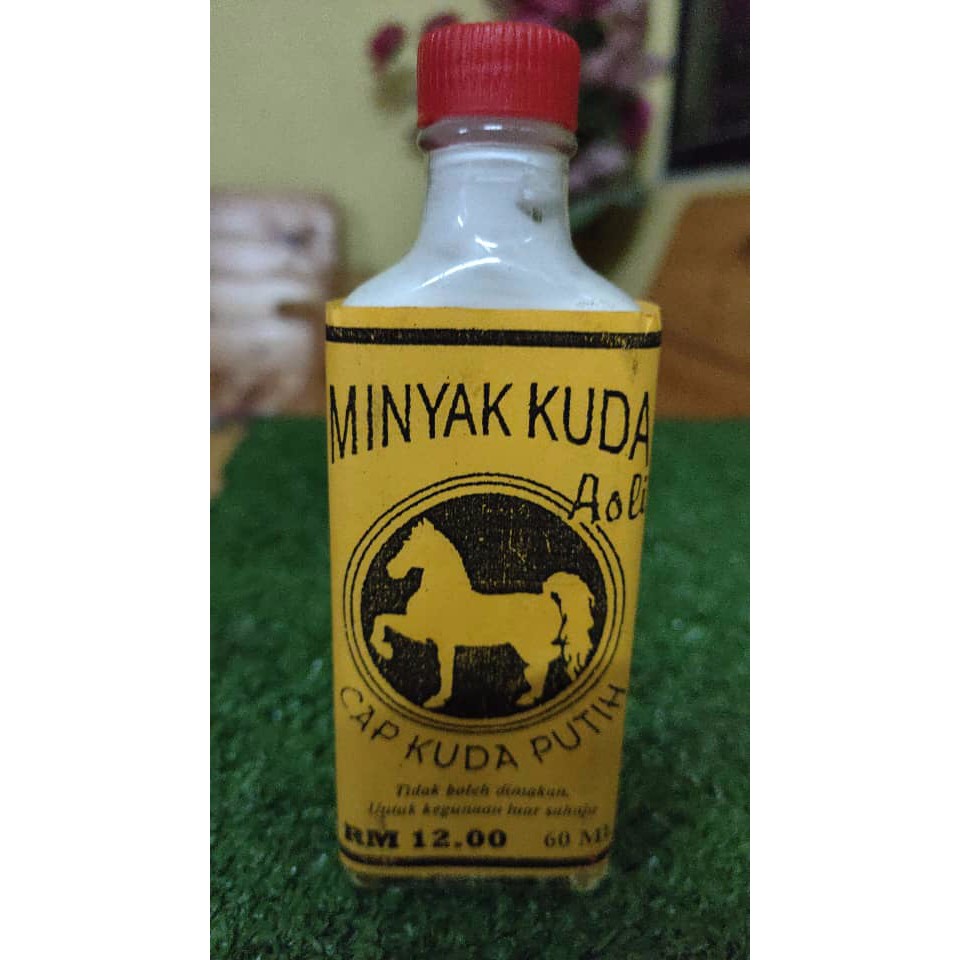 MINYAK KUDA
Asli
CAP KUDA PUTIH
Tidak boleh dimakan.
Untuk kegunaan luar sahaja
RM 12.00 60 ML